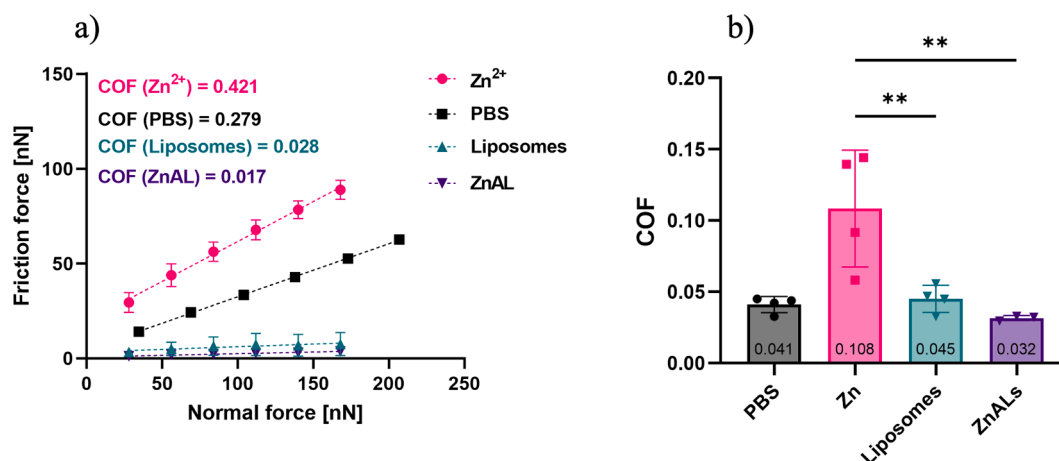 a)
COF (Zn²⁺) = 0.421
COF (PBS) = 0.279
COF (Liposomes) = 0.028
COF (ZnAL) = 0.017
Zn²⁺
PBS
Liposomes
ZnAL
Friction force [nN]
150
100
50
0
0 50 100 150 200 250
Normal force [nN]
b)
**
**
COF
0.20
0.15
0.10
0.05
0.00
0.041 0.108 0.045 0.032
PBS Zn Liposomes ZnALs